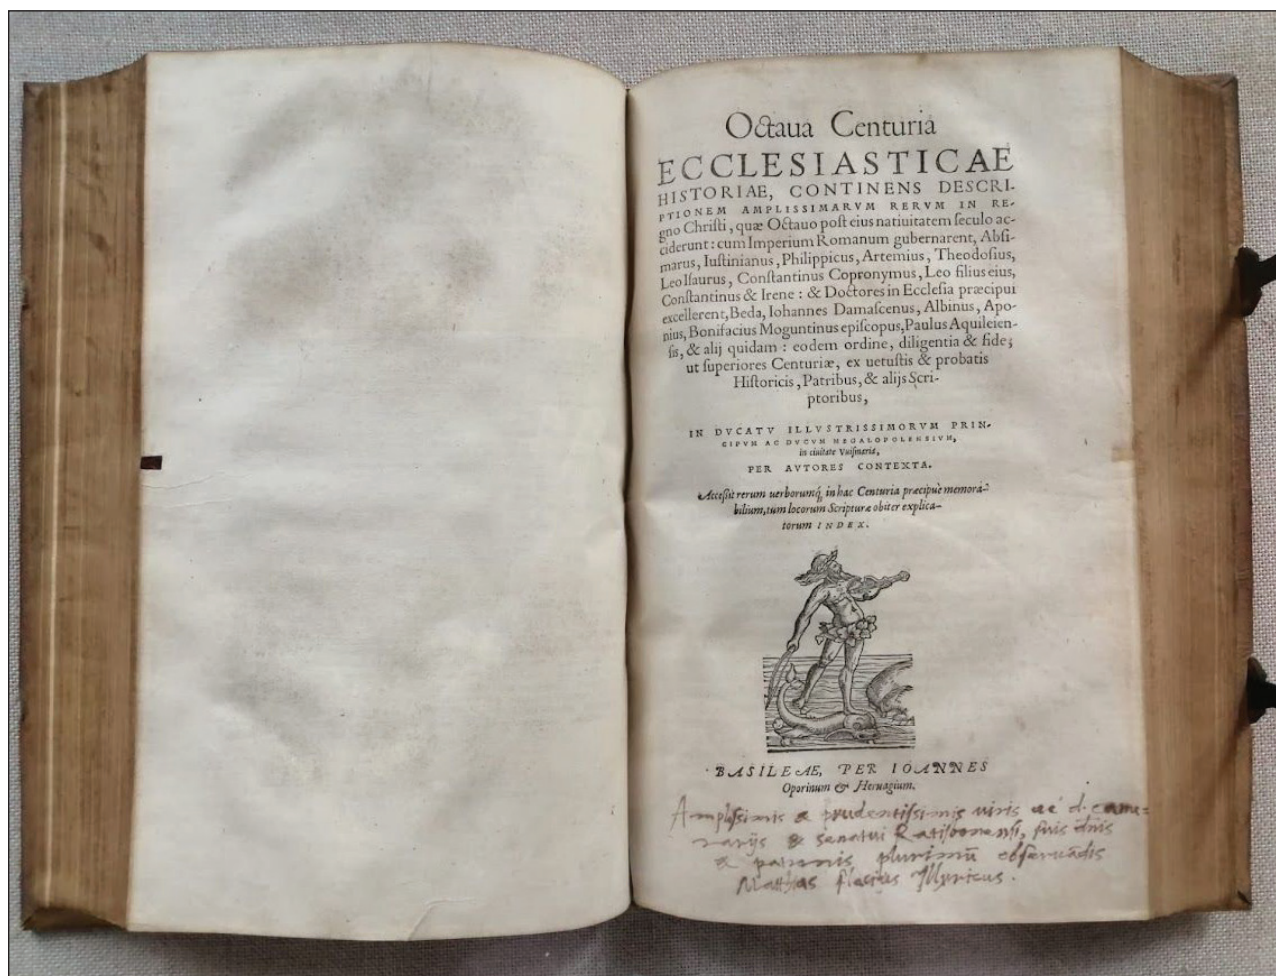 Octaua Centuria
ECCLESIASTICAE
HISTORIAE, CONTINENS DESCRI-
PTIONEM AMPLISSIMARVM RERVM IN RE-
gno Chriſti, quæ Octauo poſt eius natiuitatem ſeculo ac-
ciderunt: cum Imperium Romanum gubernarent, Abſi-
marus, Iuſtinianus, Philippicus, Artemius, Theodoſius,
Leo Iſaurus, Conſtantinus Copronymus, Leo filius eius,
Conſtantinus & Irene: & Doctores in Eccleſia præcipui
excellerent, Beda, Iohannes Damaſcenus, Albinus, Apo-
nius, Bonifacius Moguntinus epiſcopus, Paulus Aquileien-
ſis, & alij quidam: eodem ordine, diligentia & fide,
ut ſuperiores Centuriæ, ex uetuſtis & probatis
Hiſtoricis, Patribus, & alijs Scri-
ptoribus,
IN DVCATV ILLVSTRISSIMORVM PRIN-
CIPVM AC DVCVM MEGALOPOLENSIVM,
in ciuitate Vuiſmaria,
PER AVTORES CONTEXTA.
Acceſsit rerum uerborumq́; in hac Centuria præcipuè memora-
bilium, tum locorum Scripturæ obiter explica-
torum INDEX.
BASILEAE, PER IOANNES
Oporinum & Heruagium.
Amplissimis & prudentissimis uiris ac d. came-
rarijs & senatui Ratisbonensi, suis dnis
& patronis plurimū obseruādis
Matthias Flacius Illyricus.